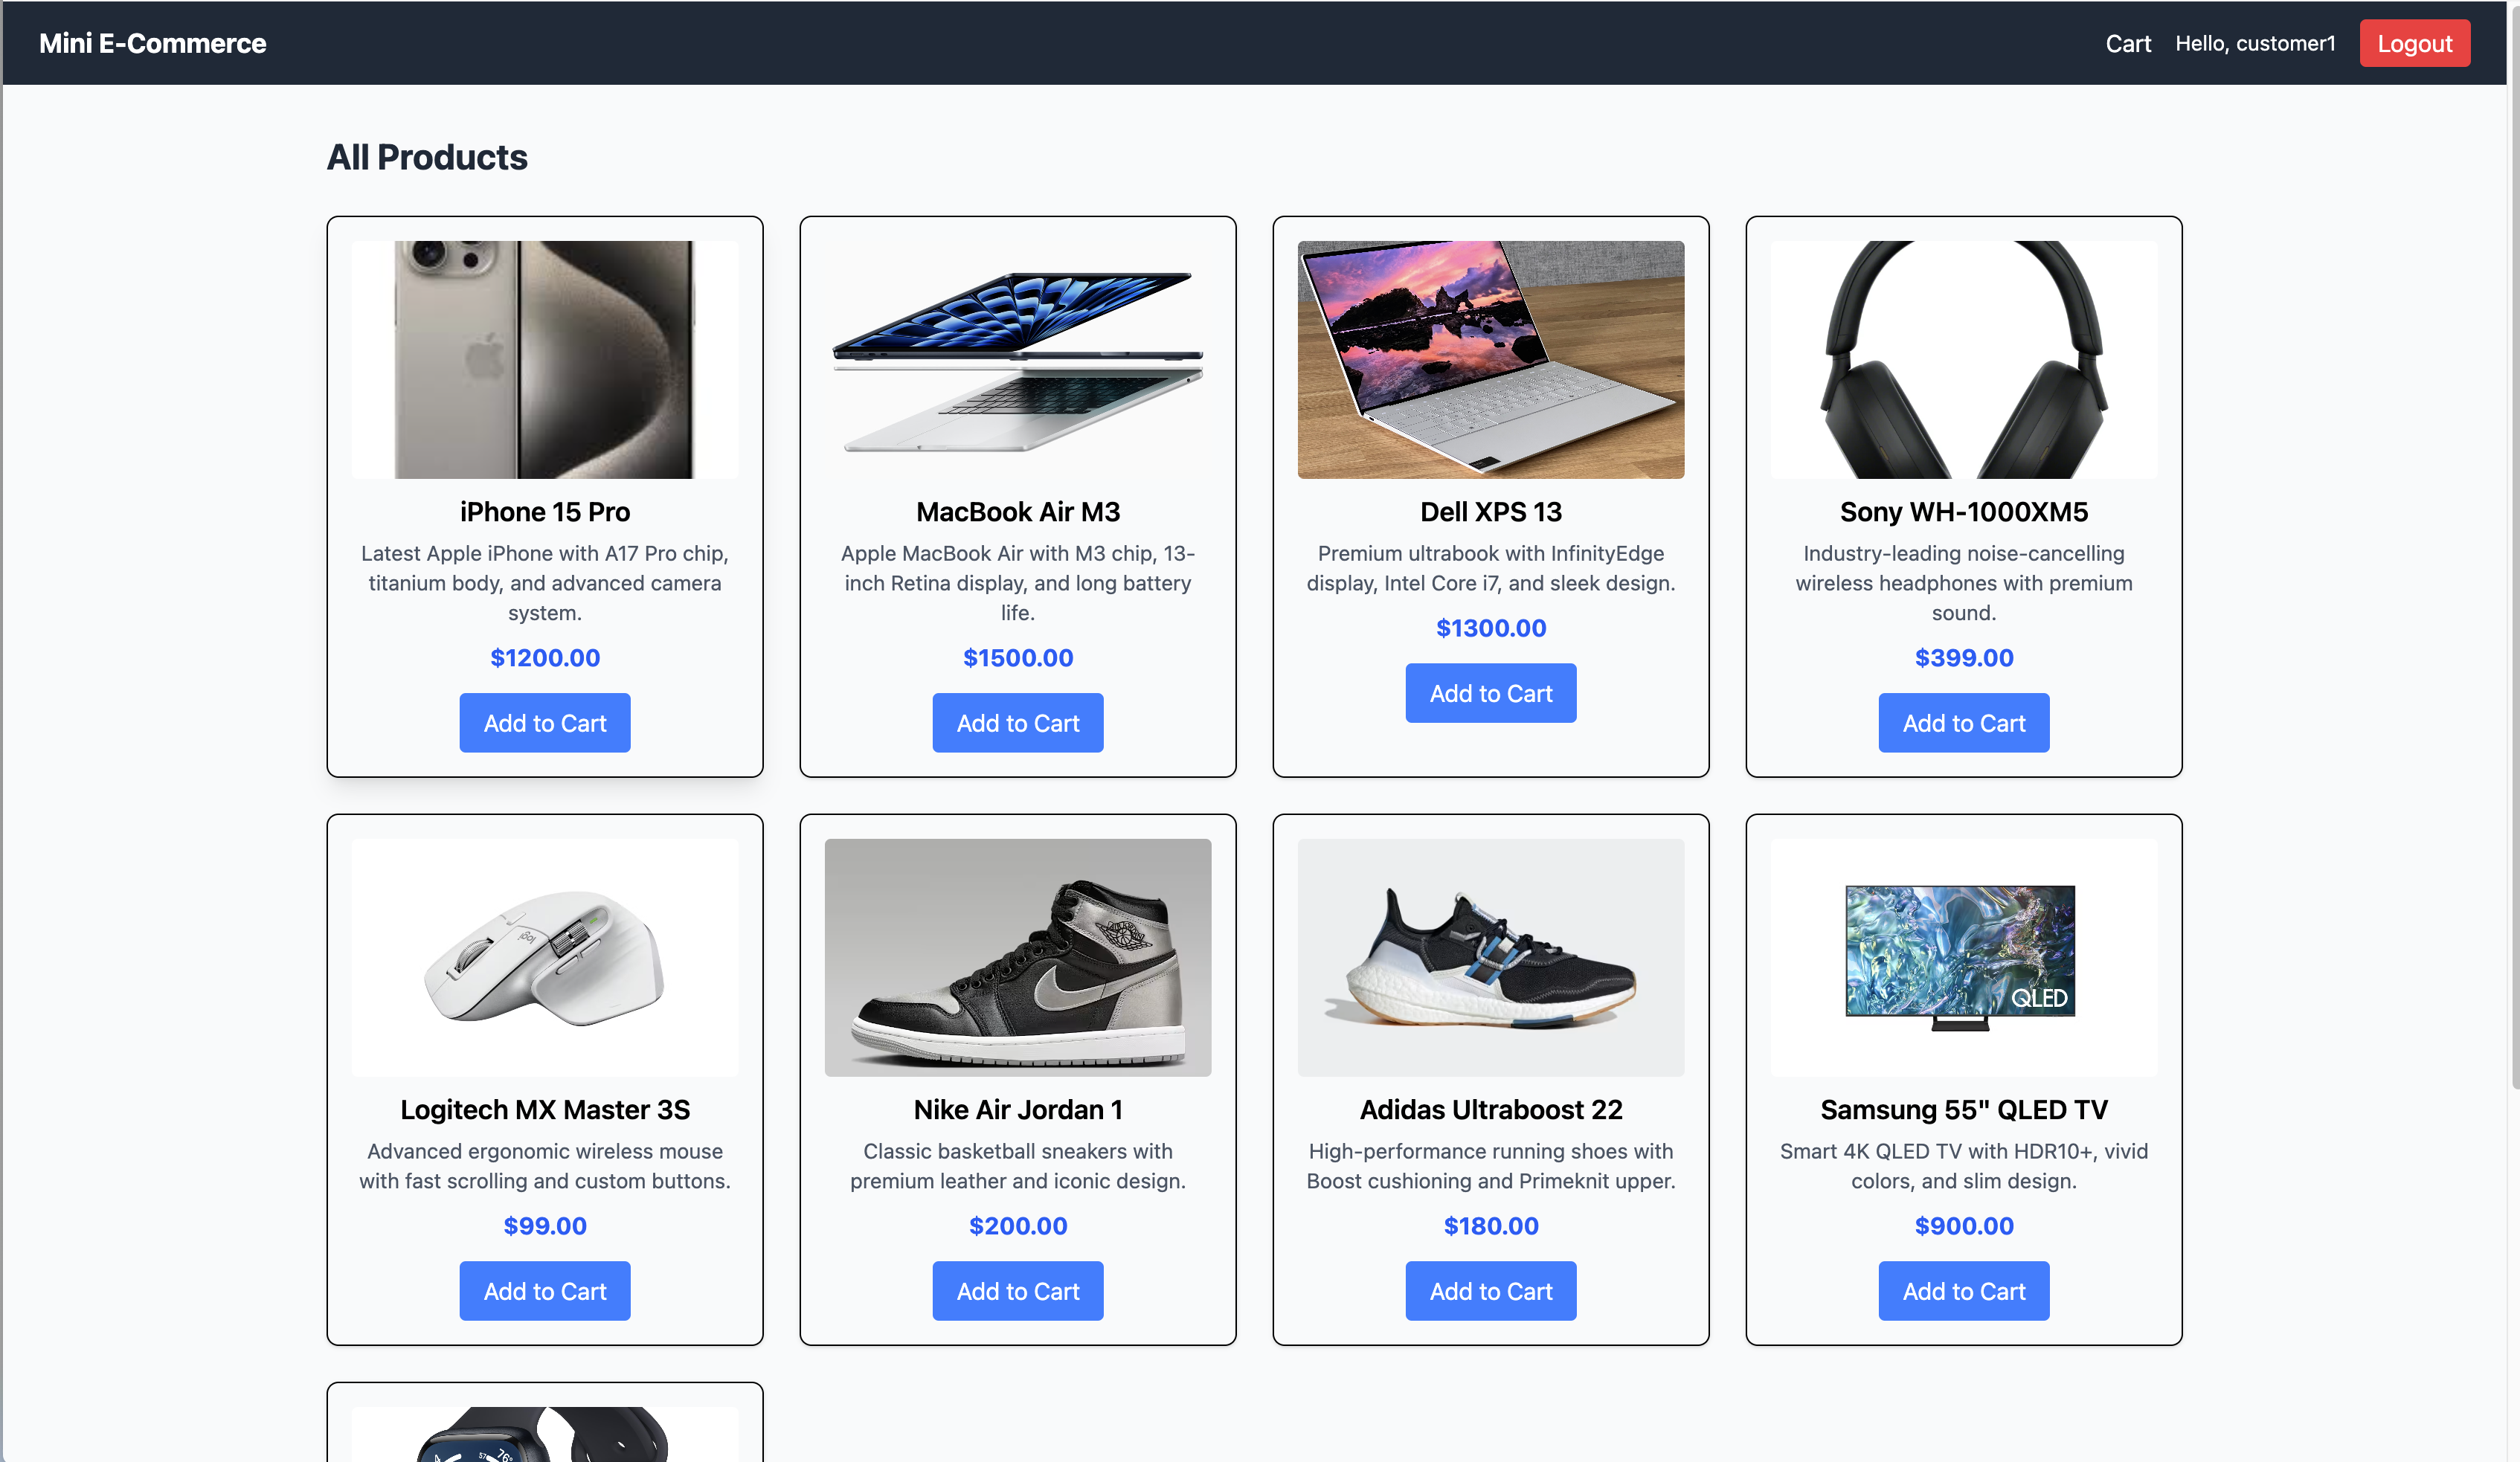 Mini E-Commerce
Cart
Hello, customer1
Logout
All Products
iPhone 15 Pro
Latest Apple iPhone with A17 Pro chip,
titanium body, and advanced camera
system.
$1200.00
Add to Cart
MacBook Air M3
Apple MacBook Air with M3 chip, 13-
inch Retina display, and long battery
life.
$1500.00
Add to Cart
Dell XPS 13
Premium ultrabook with InfinityEdge
display, Intel Core i7, and sleek design.
$1300.00
Add to Cart
Sony WH-1000XM5
Industry-leading noise-cancelling
wireless headphones with premium
sound.
$399.00
Add to Cart
logi
Logitech MX Master 3S
Advanced ergonomic wireless mouse
with fast scrolling and custom buttons.
$99.00
Add to Cart
Nike Air Jordan 1
Classic basketball sneakers with
premium leather and iconic design.
$200.00
Add to Cart
Adidas Ultraboost 22
High-performance running shoes with
Boost cushioning and Primeknit upper.
$180.00
Add to Cart
QLED
Samsung 55" QLED TV
Smart 4K QLED TV with HDR10+, vivid
colors, and slim design.
$900.00
Add to Cart